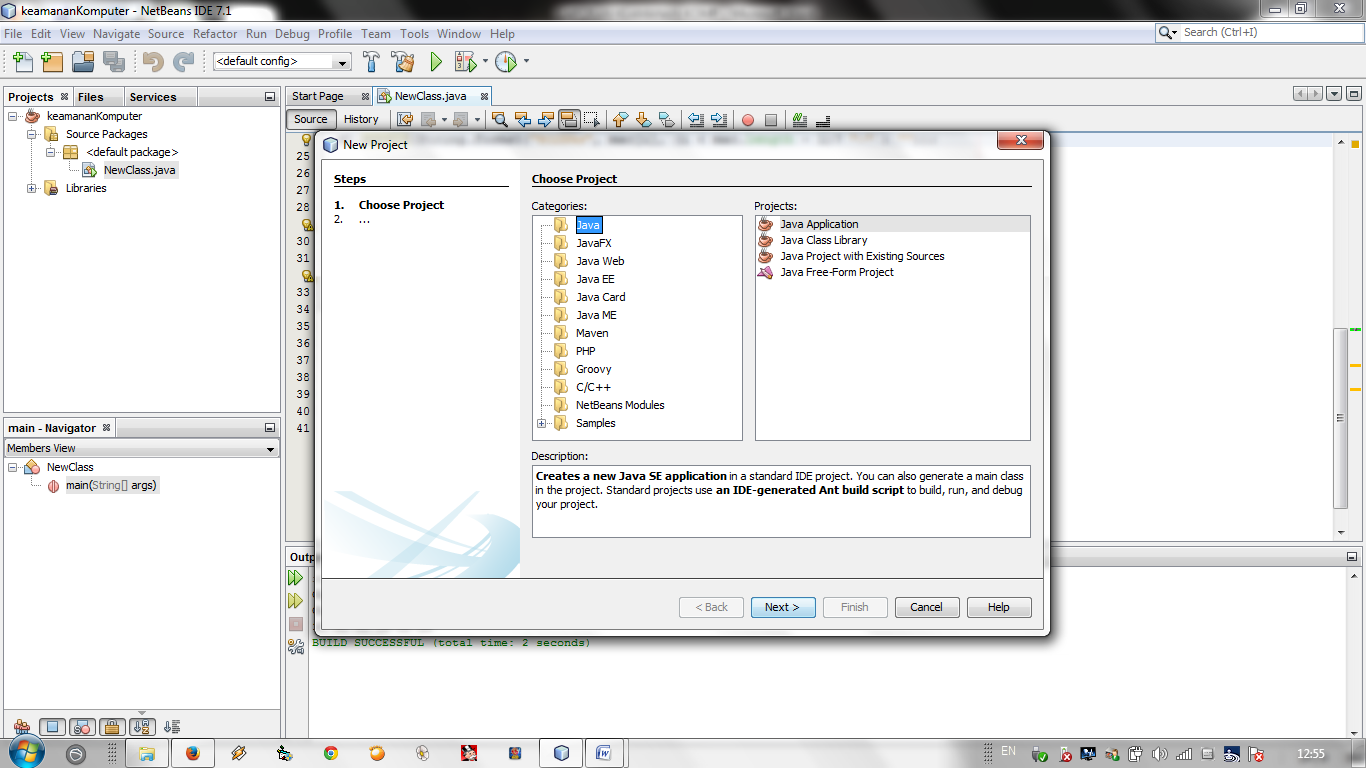 keamananKomputer - NetBeans IDE 7.1
File Edit View Navigate Source Refactor Run Debug Profile Team Tools Window Help
Search (Ctrl+I)
<default config>
Projects Files Services
Start Page NewClass.java
Source History
keamananKomputer
Source Packages
<default package>
NewClass.java
Libraries
25
26
27
28
30
31
33
34
35
36
37
38
39
40
41
main - Navigator
Members View
NewClass
main(String[] args)
New Project
Steps
1. Choose Project
2. ...
Choose Project
Categories:
Java
JavaFX
Java Web
Java EE
Java Card
Java ME
Maven
PHP
Groovy
C/C++
NetBeans Modules
Samples
Projects:
Java Application
Java Class Library
Java Project with Existing Sources
Java Free-Form Project
Description:
Creates a new Java SE application in a standard IDE project. You can also generate a main class
in the project. Standard projects use an IDE-generated Ant build script to build, run, and debug
your project.
< Back Next > Finish Cancel Help
BUILD SUCCESSFUL (total time: 2 seconds)
EN
12:55